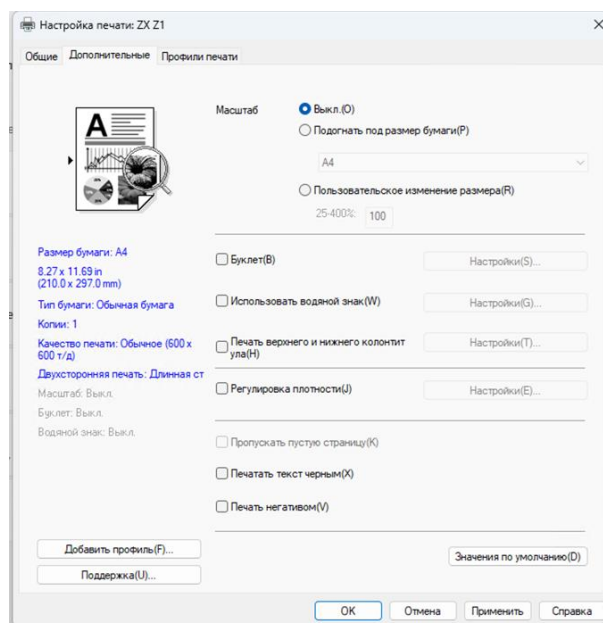 Настройка печати: ZX Z1
Общие Дополнительные Профили печати
Масштаб
Выкл.(O)
Подогнать под размер бумаги(P)
A4
Пользовательское изменение размера(R)
25-400%: 100
A
Размер бумаги: A4
8.27 x 11.69 in
(210.0 x 297.0 mm)
Тип бумаги: Обычная бумага
Копии: 1
Качество печати: Обычное (600 x
600 т/д)
Двухсторонняя печать: Длинная ст
Масштаб: Выкл.
Буклет: Выкл.
Водяной знак: Выкл.
Буклет(B) Настройки(S)...
Использовать водяной знак(W) Настройки(G)...
Печать верхнего и нижнего колонтит
ула(H) Настройки(T)...
Регулировка плотности(J) Настройки(E)...
Пропускать пустую страницу(K)
Печатать текст черным(X)
Печать негативом(V)
Добавить профиль(F)...
Поддержка(U)...
Значения по умолчанию(D)
OK Отмена Применить Справка